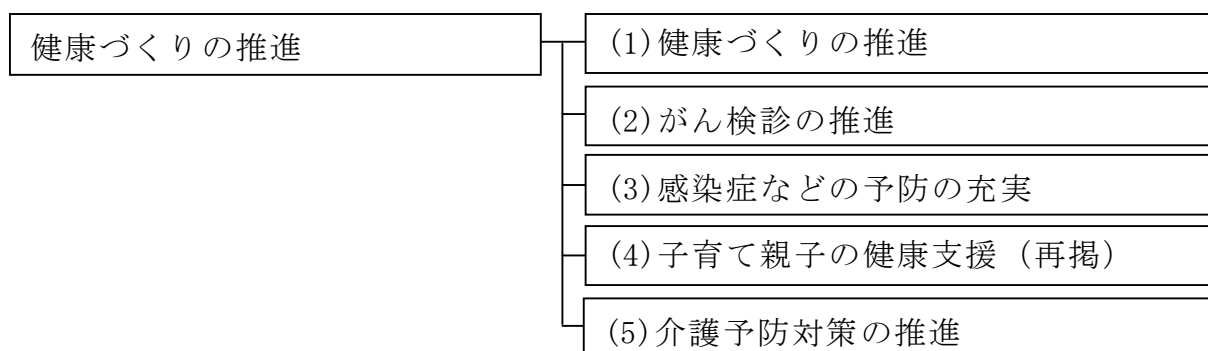 健康づくりの推進
(1)健康づくりの推進
(2)がん検診の推進
(3)感染症などの予防の充実
(4)子育て親子の健康支援（再掲）
(5)介護予防対策の推進